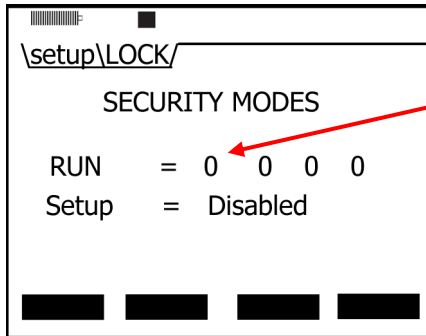 \setup\LOCK/
SECURITY MODES
RUN = 0 0 0 0
Setup = Disabled